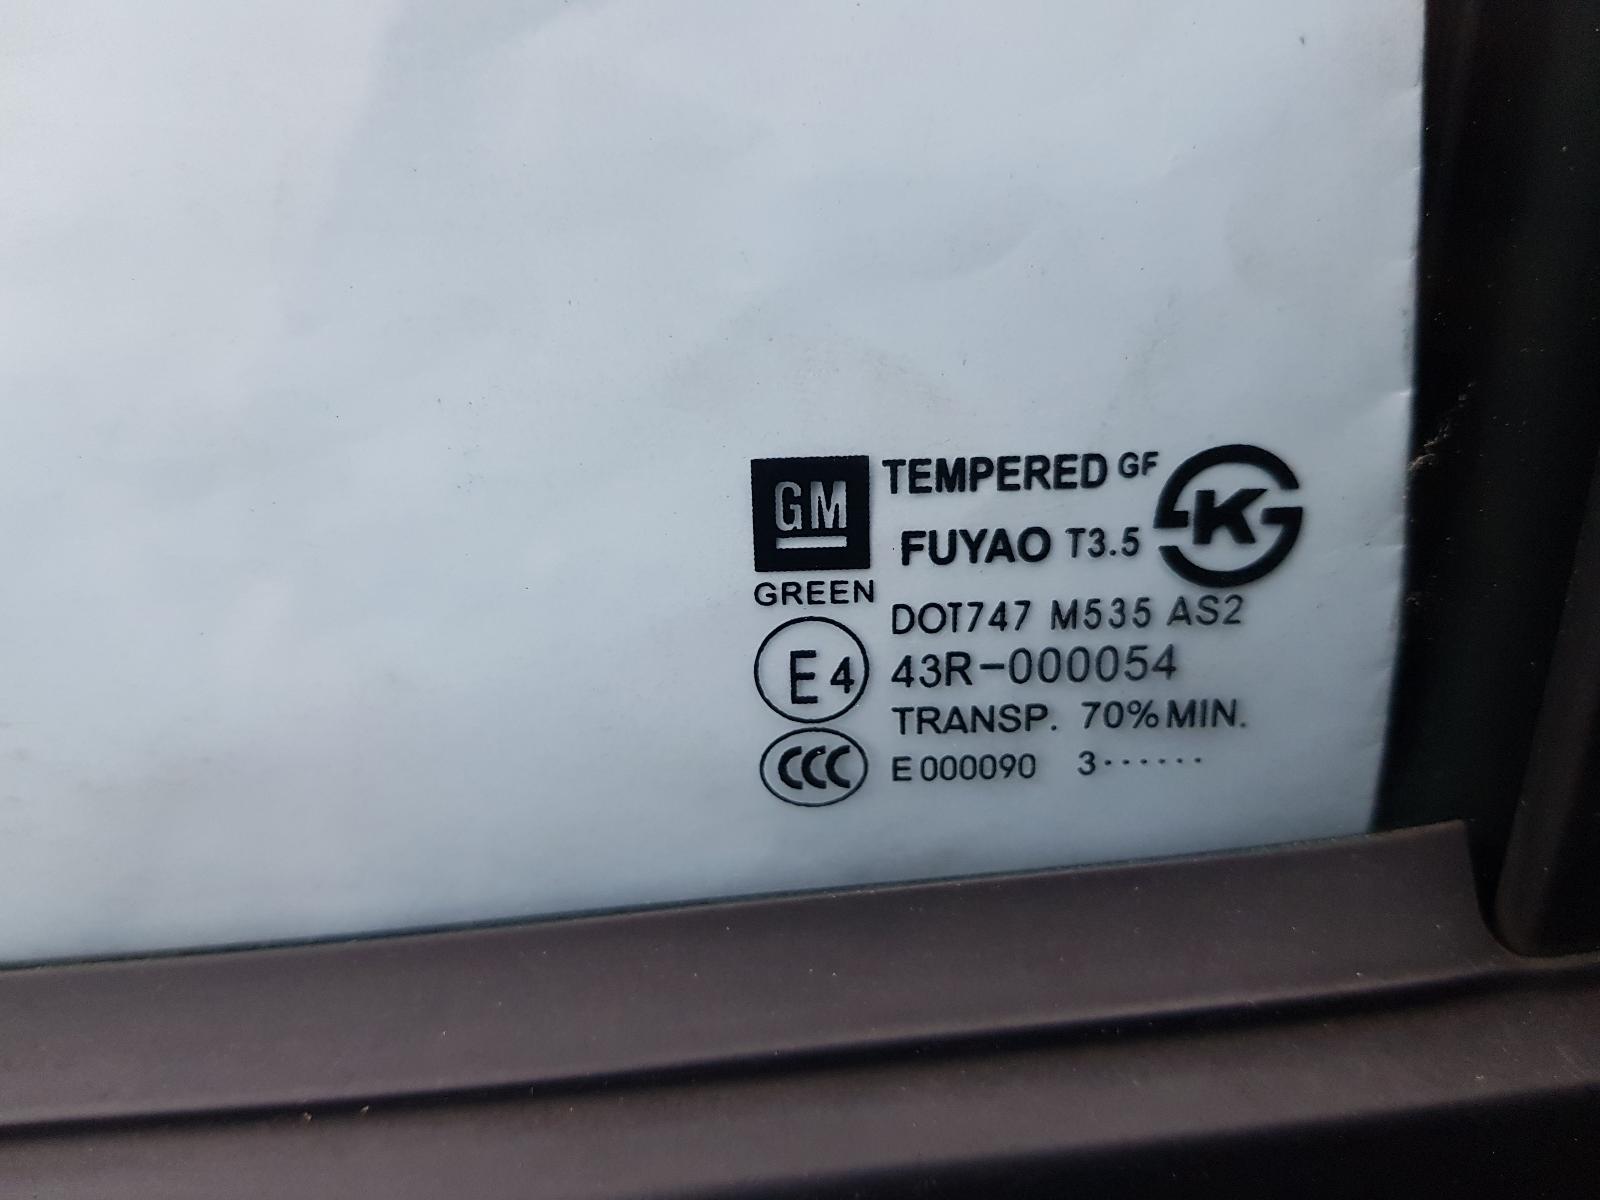 GM TEMPERED GF
FUYAO T3.5 K
GREEN
DOT747 M535 AS2
E4 43R-000054
TRANSP. 70% MIN.
CCC E000090 3······